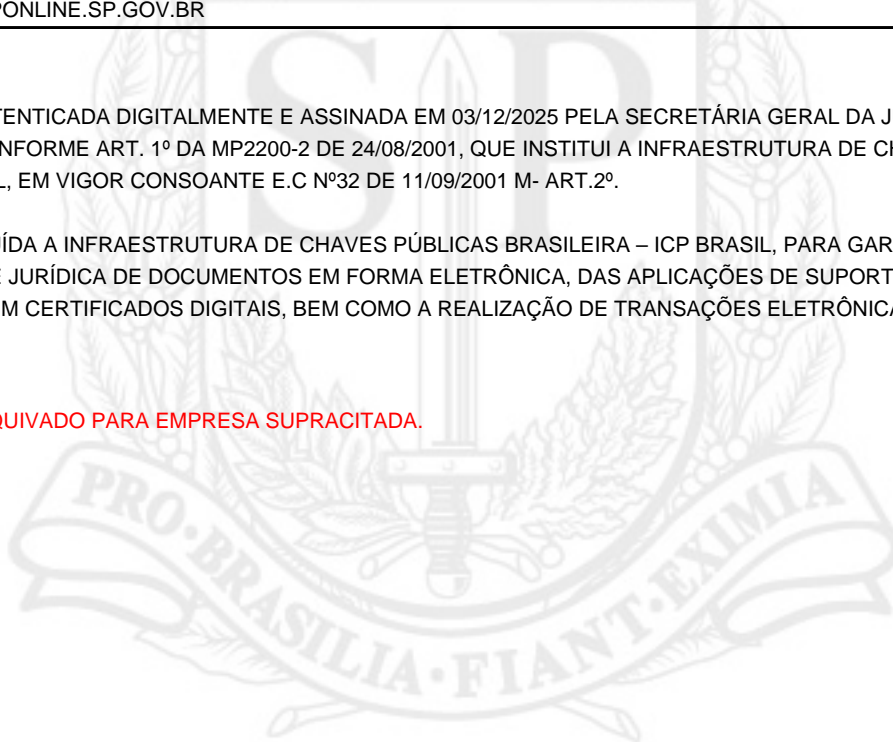 PONLINE.SP.GOV.BR
TENTICADA DIGITALMENTE E ASSINADA EM 03/12/2025 PELA SECRETÁRIA GERAL DA J
NFORME ART. 1º DA MP2200-2 DE 24/08/2001, QUE INSTITUI A INFRAESTRUTURA DE CH
L, EM VIGOR CONSOANTE E.C Nº32 DE 11/09/2001 M- ART.2º.
ÍDA A INFRAESTRUTURA DE CHAVES PÚBLICAS BRASILEIRA – ICP BRASIL, PARA GAR
E JURÍDICA DE DOCUMENTOS EM FORMA ELETRÔNICA, DAS APLICAÇÕES DE SUPORT
M CERTIFICADOS DIGITAIS, BEM COMO A REALIZAÇÃO DE TRANSAÇÕES ELETRÔNICA
QUIVADO PARA EMPRESA SUPRACITADA.
SP
PRO·BRASILIA·FIANT·EXIMIA